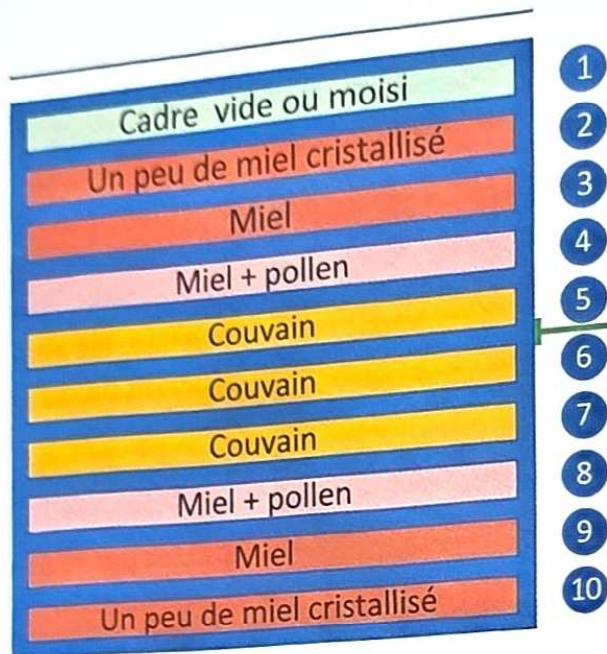 Cadre vide ou moisi 1
Un peu de miel cristallisé 2
Miel 3
Miel + pollen 4
Couvain 5
Couvain 6
Couvain 7
Miel + pollen 8
Miel 9
Un peu de miel cristallisé 10